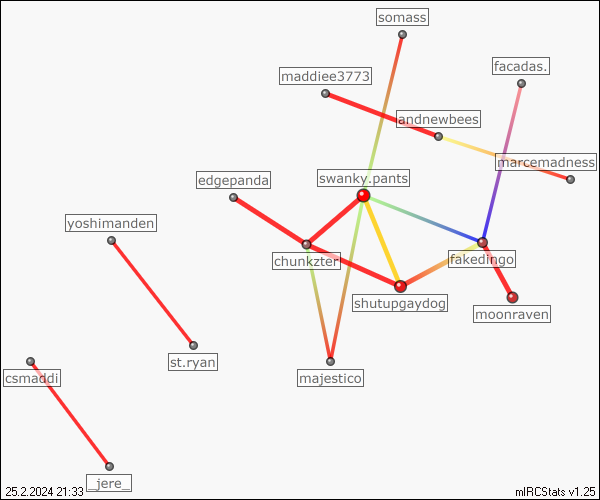 somass
facadas.
maddiee3773
andnewbees
marcemadness
edgepanda
swanky.pants
yoshimanden
chunkzter
fakedingo
shutupgaydog
moonraven
st.ryan
csmaddi
majestico
_jere_
25.2.2024 21:33
mIRCStats v1.25